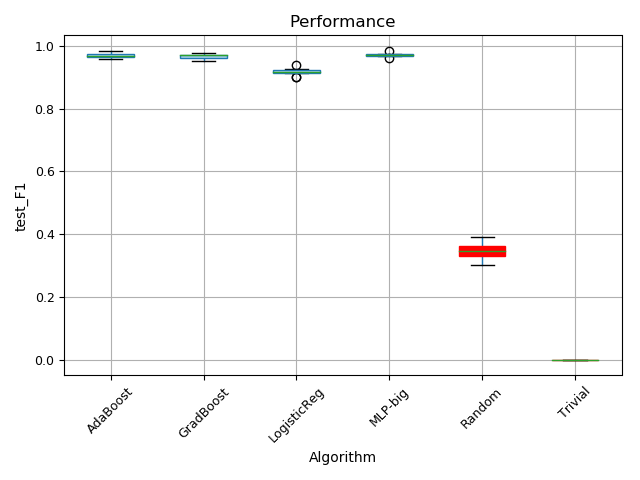 Performance
test_F1
1.0
0.8
0.6
0.4
0.2
0.0
AdaBoost
GradBoost
LogisticReg
MLP-big
Random
Trivial
Algorithm